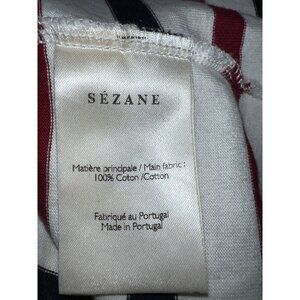 SÉZANE
Matière principale / Main fabric :
100% Coton /Cotton
Fabriqué au Portugal
Made in Portugal